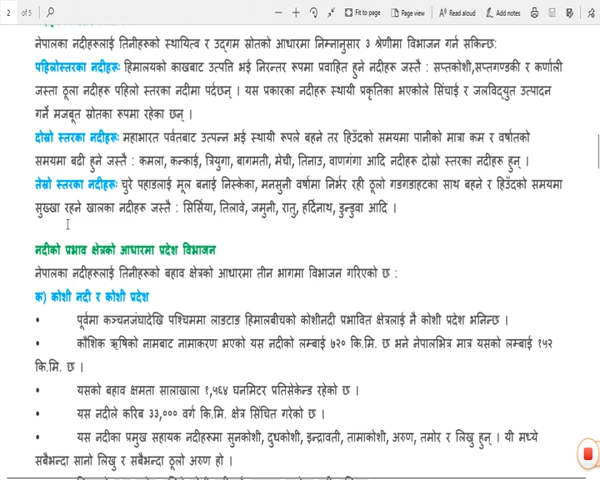 2 of 5
Fit to page
Page view
Read aloud
Add notes
नेपालका नदीहरूलाई तिनीहरूको स्थायित्व र उद्गम स्रोतको आधारमा निम्नानुसार ३ श्रेणीमा विभाजन गर्न सकिन्छ:
पहिलोस्तरका नदीहरूः हिमालयको काखबाट उत्पत्ति भई निरन्तर रूपमा प्रवाहित हुने नदीहरू जस्तै : सप्तकोशी,सप्तगण्डकी र कर्णाली
जस्ता ठूला नदीहरू पहिलो स्तरका नदीमा पर्दछन् । यस प्रकारका नदीहरू स्थायी प्रकृतिका भएकोले सिंचाई र जलविद्युत उत्पादन
गर्ने मजबूत स्रोतका रूपमा रहेका छन् ।
दोस्रो स्तरका नदीहरूः महाभारत पर्वतबाट उत्पन्न भई स्थायी रूपले बहने तर हिउँदको समयमा पानीको मात्रा कम र वर्षातको
समयमा बढी हुने जस्तै : कमला, कन्काई, त्रियुगा, बागमती, मेची, तिनाउ, वाणगंगा आदि नदीहरू दोस्रो स्तरका नदीहरू हुन् ।
तेस्रो स्तरका नदीहरूः चुरे पहाडलाई मूल बनाई निस्केका, मनसुनी वर्षामा निर्भर रही ठूलो गडगडाहटका साथ बहने र हिउँदको समयमा
सुख्खा रहने खालका नदीहरू जस्तै : सिर्सिया, तिलावे, जमुनी, रातु, हर्दिनाथ, डुन्डुवा आदि ।
नदीको प्रभाव क्षेत्रको आधारमा प्रदेश विभाजन
नेपालका नदीहरूलाई तिनीहरूको बहाव क्षेत्रको आधारमा तीन भागमा विभाजन गरिएको छ :
क) कोशी नदी र कोशी प्रदेश
• पूर्वमा कञ्चनजंघादेखि पश्चिममा लाङटाङ हिमालबीचको कोशीनदी प्रभावित क्षेत्रलाई नै कोशी प्रदेश भनिन्छ ।
• कौशिक ऋषिको नामबाट नामाकरण भएको यस नदीको लम्बाई ७२० कि.मि. छ भने नेपालभित्र मात्र यसको लम्बाई १५२
कि.मि. छ ।
• यसको बहाव क्षमता सालाखाला १,५६४ घनमिटर प्रतिसेकेन्ड रहेको छ ।
• यस नदीले करिब ३३,००० वर्ग कि.मि. क्षेत्र सिंचित गरेको छ ।
• यस नदीका प्रमुख सहायक नदीहरूमा सुनकोशी, दुधकोशी, इन्द्रावती, तामाकोशी, अरुण, तमोर र लिखु हुन् । यी मध्ये
सबैभन्दा सानो लिखु र सबैभन्दा ठूलो अरुण हो ।